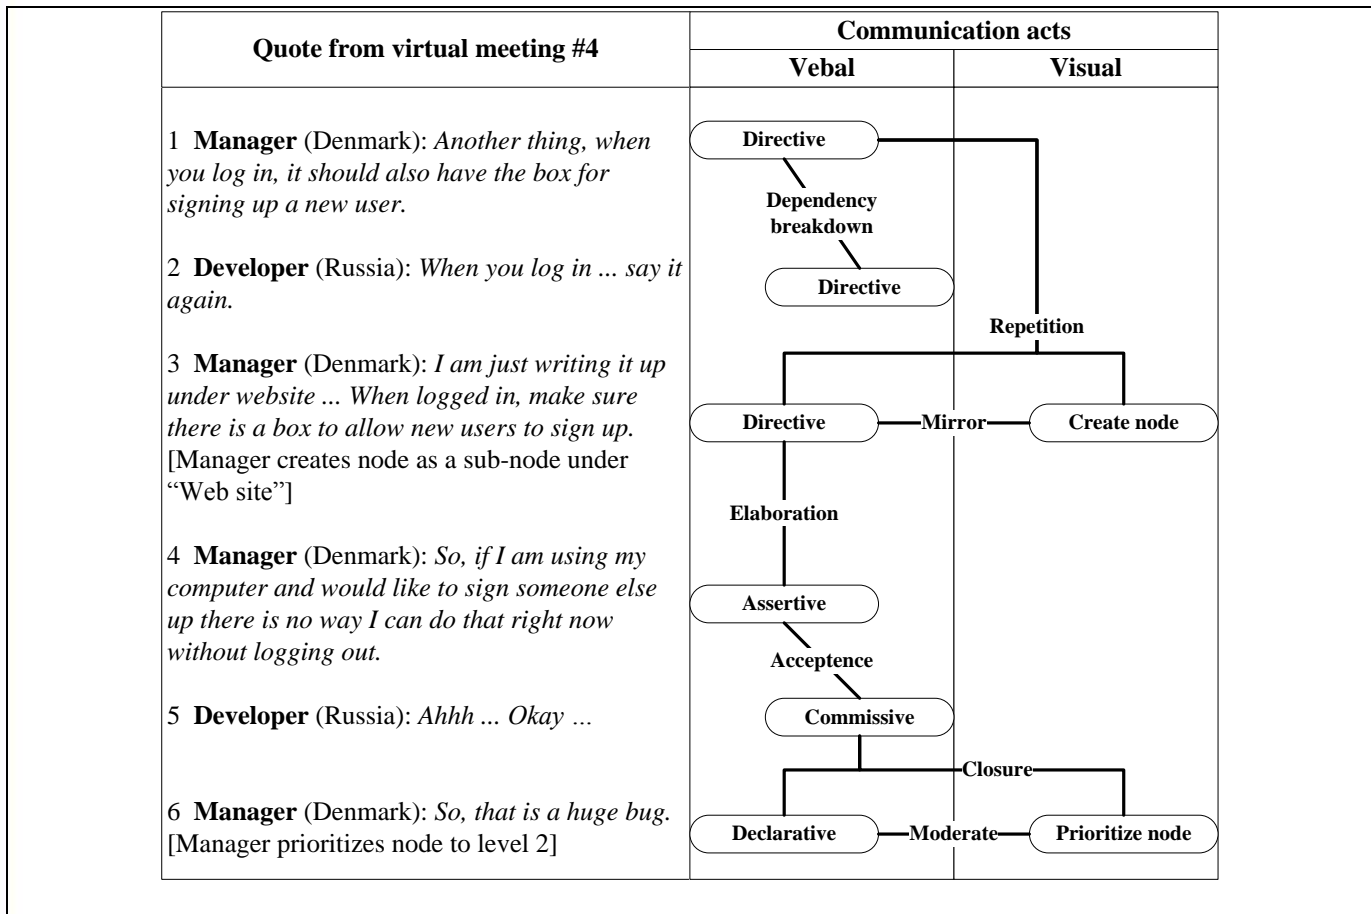 Quote from virtual meeting #4
Communication acts
Vebal
Visual
1 Manager (Denmark): Another thing, when
you log in, it should also have the box for
signing up a new user.
2 Developer (Russia): When you log in ... say it
again.
3 Manager (Denmark): I am just writing it up
under website ... When logged in, make sure
there is a box to allow new users to sign up.
[Manager creates node as a sub-node under
“Web site”]
4 Manager (Denmark): So, if I am using my
computer and would like to sign someone else
up there is no way I can do that right now
without logging out.
5 Developer (Russia): Ahhh ... Okay …
6 Manager (Denmark): So, that is a huge bug.
[Manager prioritizes node to level 2]
Directive
Dependency
breakdown
Directive
Repetition
Directive
Mirror
Create node
Elaboration
Assertive
Acceptence
Commissive
Closure
Declarative
Moderate
Prioritize node